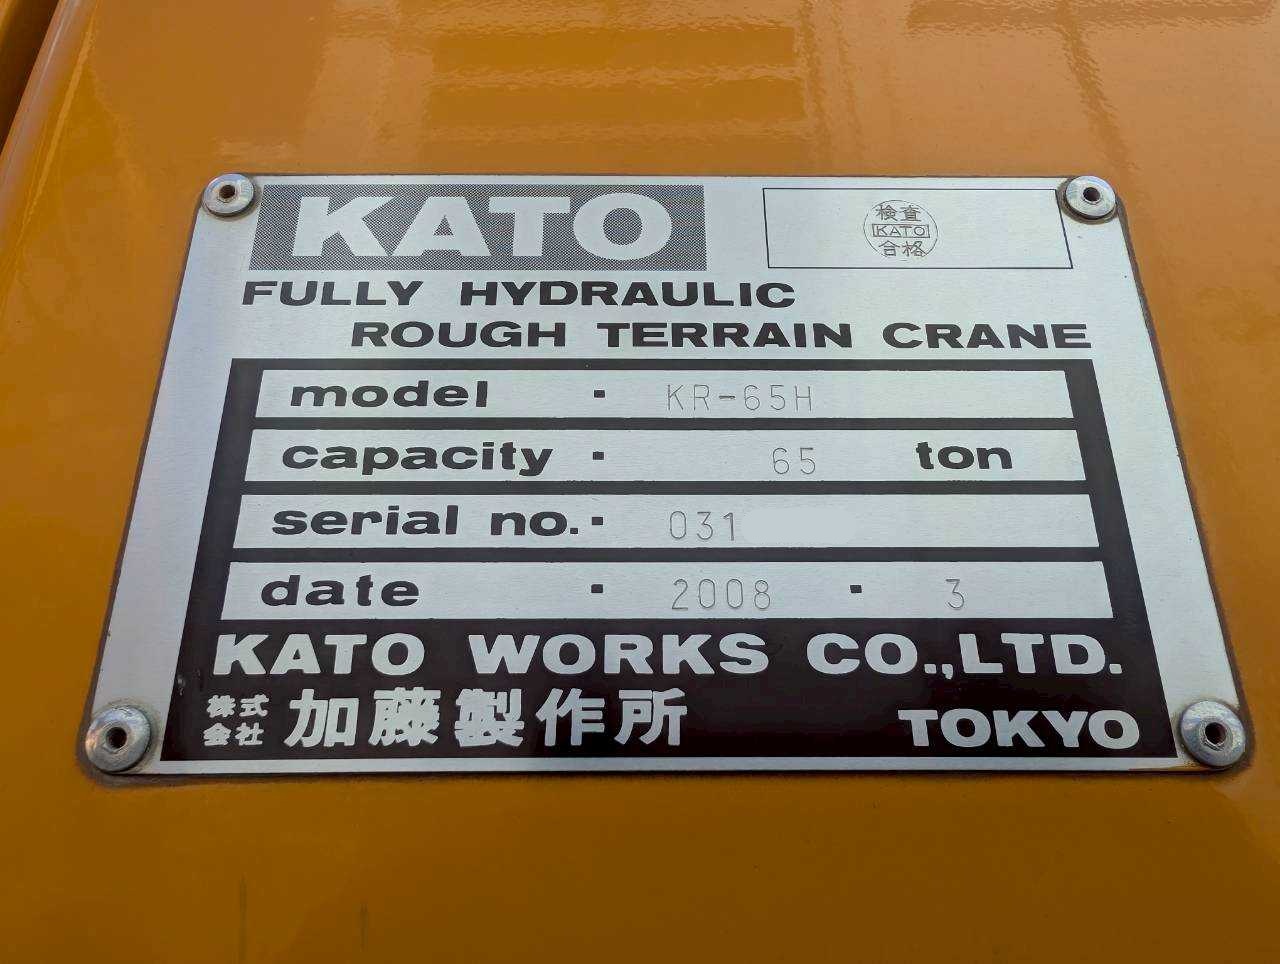 KATO
検査
KATO
合格
FULLY HYDRAULIC
ROUGH TERRAIN CRANE
model · KR-65H
capacity · 65 ton
serial no. · 031
date · 2008 · 3
KATO WORKS CO.,LTD.
株式会社 加藤製作所 TOKYO